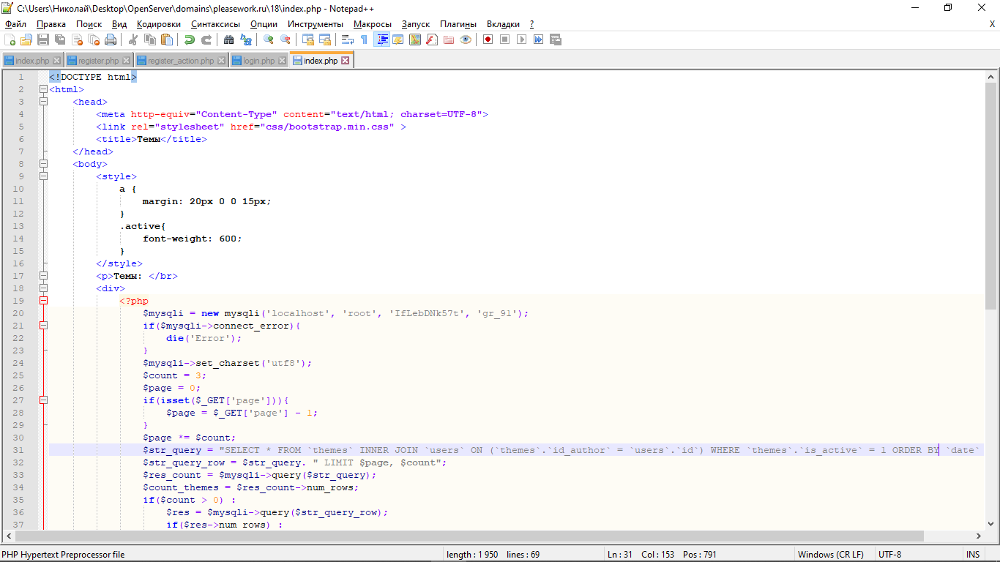 C:\Users\Николай\Desktop\OpenServer\domains\pleasework.ru\18\index.php - Notepad++
Файл Правка Поиск Вид Кодировки Синтаксисы Опции Инструменты Макросы Запуск Плагины Вкладки ? X
index.php register.php register_action.php login.php index.php
1 <!DOCTYPE html>
2 <html>
3 <head>
4 <meta http-equiv="Content-Type" content="text/html; charset=UTF-8">
5 <link rel="stylesheet" href="css/bootstrap.min.css" >
6 <title>Темы</title>
7 </head>
8 <body>
9 <style>
10 a {
11 margin: 20px 0 0 15px;
12 }
13 .active{
14 font-weight: 600;
15 }
16 </style>
17 <p>Темы: </br>
18 <div>
19 <?php
20 $mysqli = new mysqli('localhost', 'root', 'IfLebDNk57t', 'gr_91');
21 if($mysqli->connect_error){
22 die('Error');
23 }
24 $mysqli->set_charset('utf8');
25 $count = 3;
26 $page = 0;
27 if(isset($_GET['page'])){
28 $page = $_GET['page'] - 1;
29 }
30 $page *= $count;
31 $str_query = "SELECT * FROM `themes` INNER JOIN `users` ON (`themes`.`id_author` = `users`.`id`) WHERE `themes`.`is_active` = 1 ORDER BY `date`
32 $str_query_row = $str_query. " LIMIT $page, $count";
33 $res_count = $mysqli->query($str_query);
34 $count_themes = $res_count->num_rows;
35 if($count > 0) :
36 $res = $mysqli->query($str_query_row);
37 if($res->num_rows) :
PHP Hypertext Preprocessor file length : 1 950 lines : 69 Ln : 31 Col : 153 Pos : 791 Windows (CR LF) UTF-8 INS